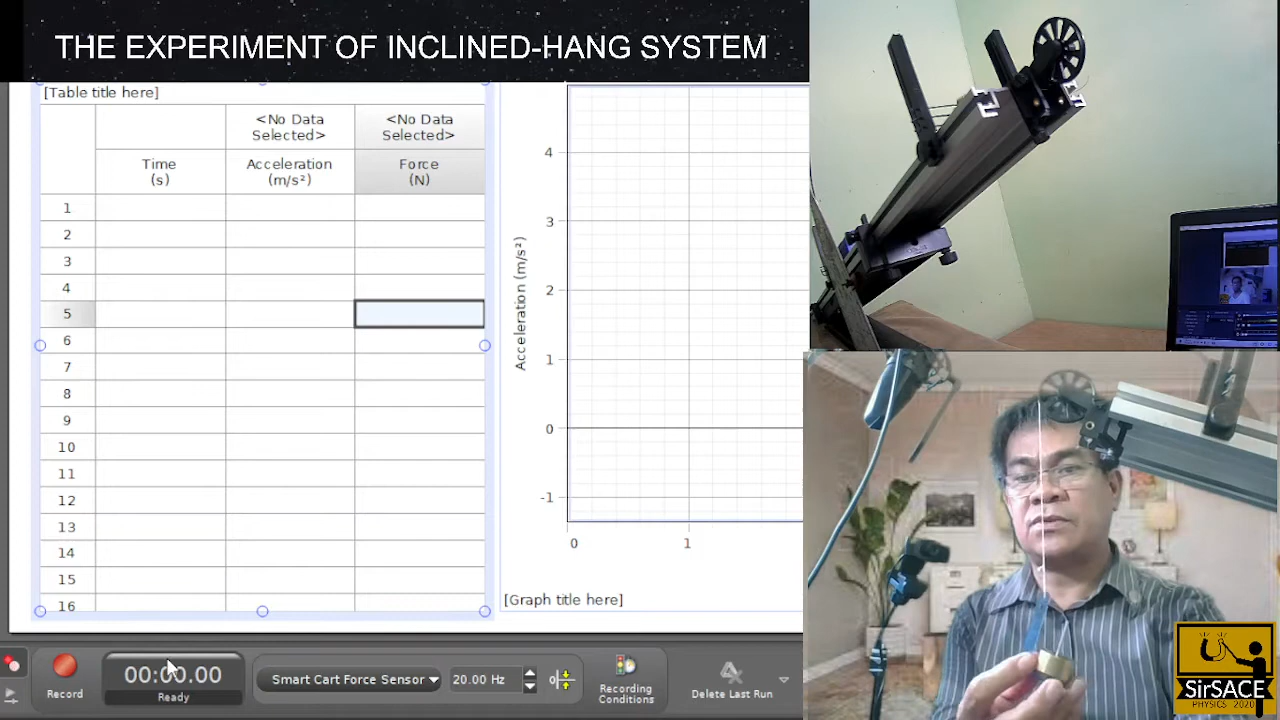 THE EXPERIMENT OF INCLINED-HANG SYSTEM
[Table title here]
<No Data Selected>
<No Data Selected>
Time (s)
Acceleration (m/s²)
Force (N)
1
2
3
4
5
6
7
8
9
10
11
12
13
14
15
16
4
3
2
1
0
-1
Acceleration (m/s²)
0
1
[Graph title here]
Record
00:00.00
Ready
Smart Cart Force Sensor
20.00 Hz
Recording Conditions
Delete Last Run
SirSACE
PHYSICS 2020